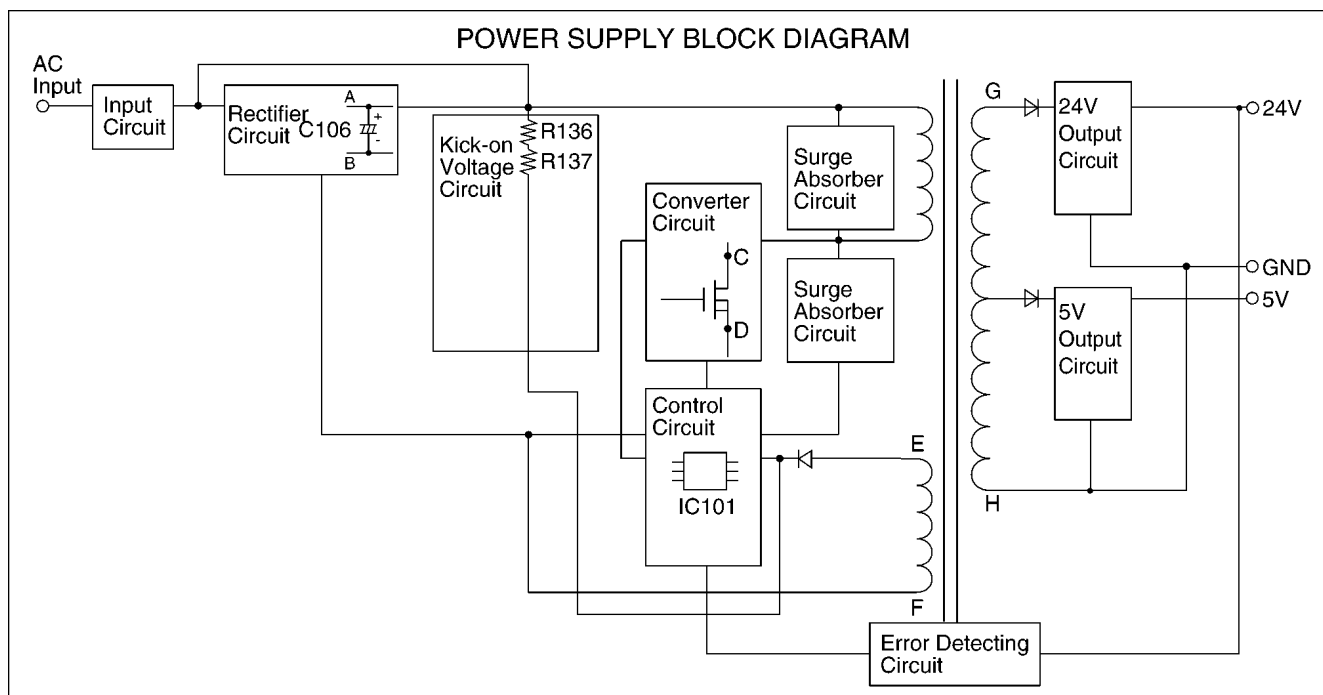 POWER SUPPLY BLOCK DIAGRAM
AC
Input
Input
Circuit
Rectifier
Circuit
C106
A
+
-
B
Kick-on
Voltage
Circuit
R136
R137
Converter
Circuit
C
D
Surge
Absorber
Circuit
Surge
Absorber
Circuit
Control
Circuit
IC101
E
F
G
H
24V
Output
Circuit
24V
GND
5V
Output
Circuit
5V
Error Detecting
Circuit